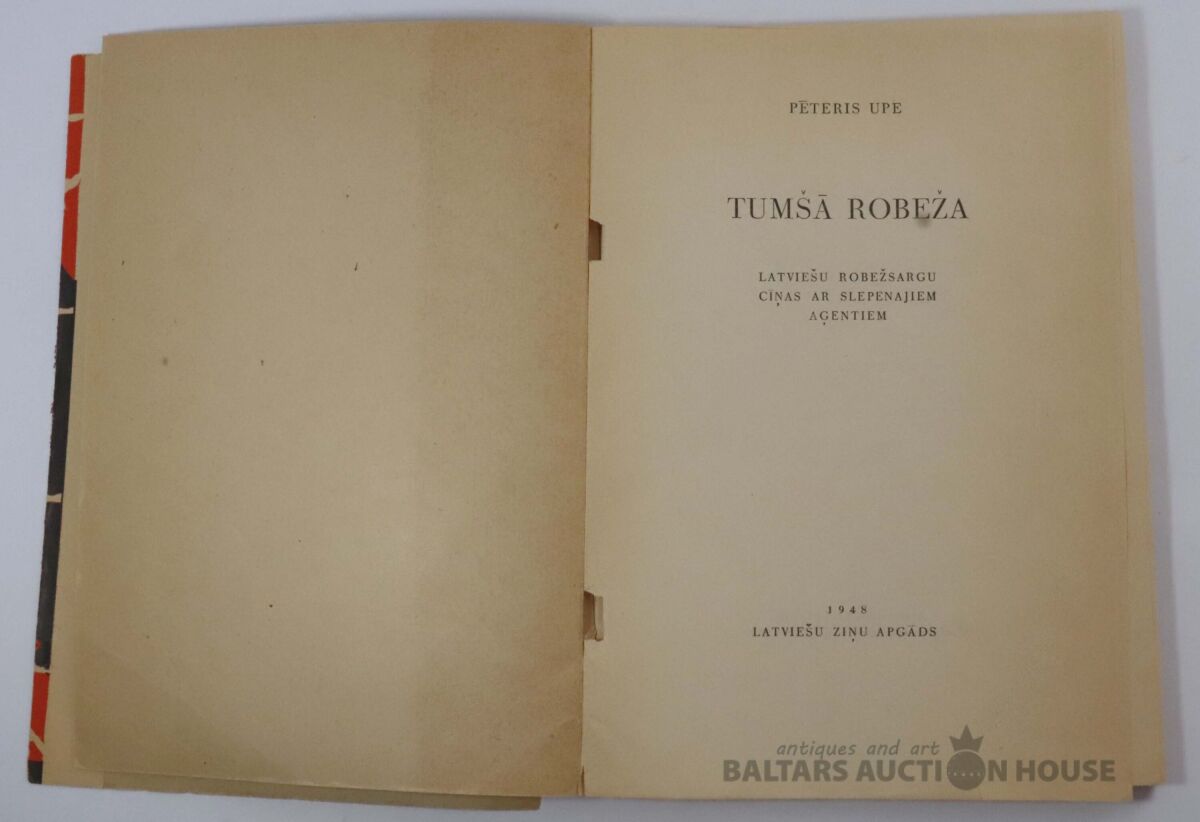 PĒTERIS UPE
TUMŠĀ ROBEŽA
LATVIEŠU ROBEŽSARGU
CĪŅAS AR SLEPENAJIEM
AĢENTIEM
1948
LATVIEŠU ZIŅU APGĀDS
antiques and art
BALTARS AUCTION HOUSE